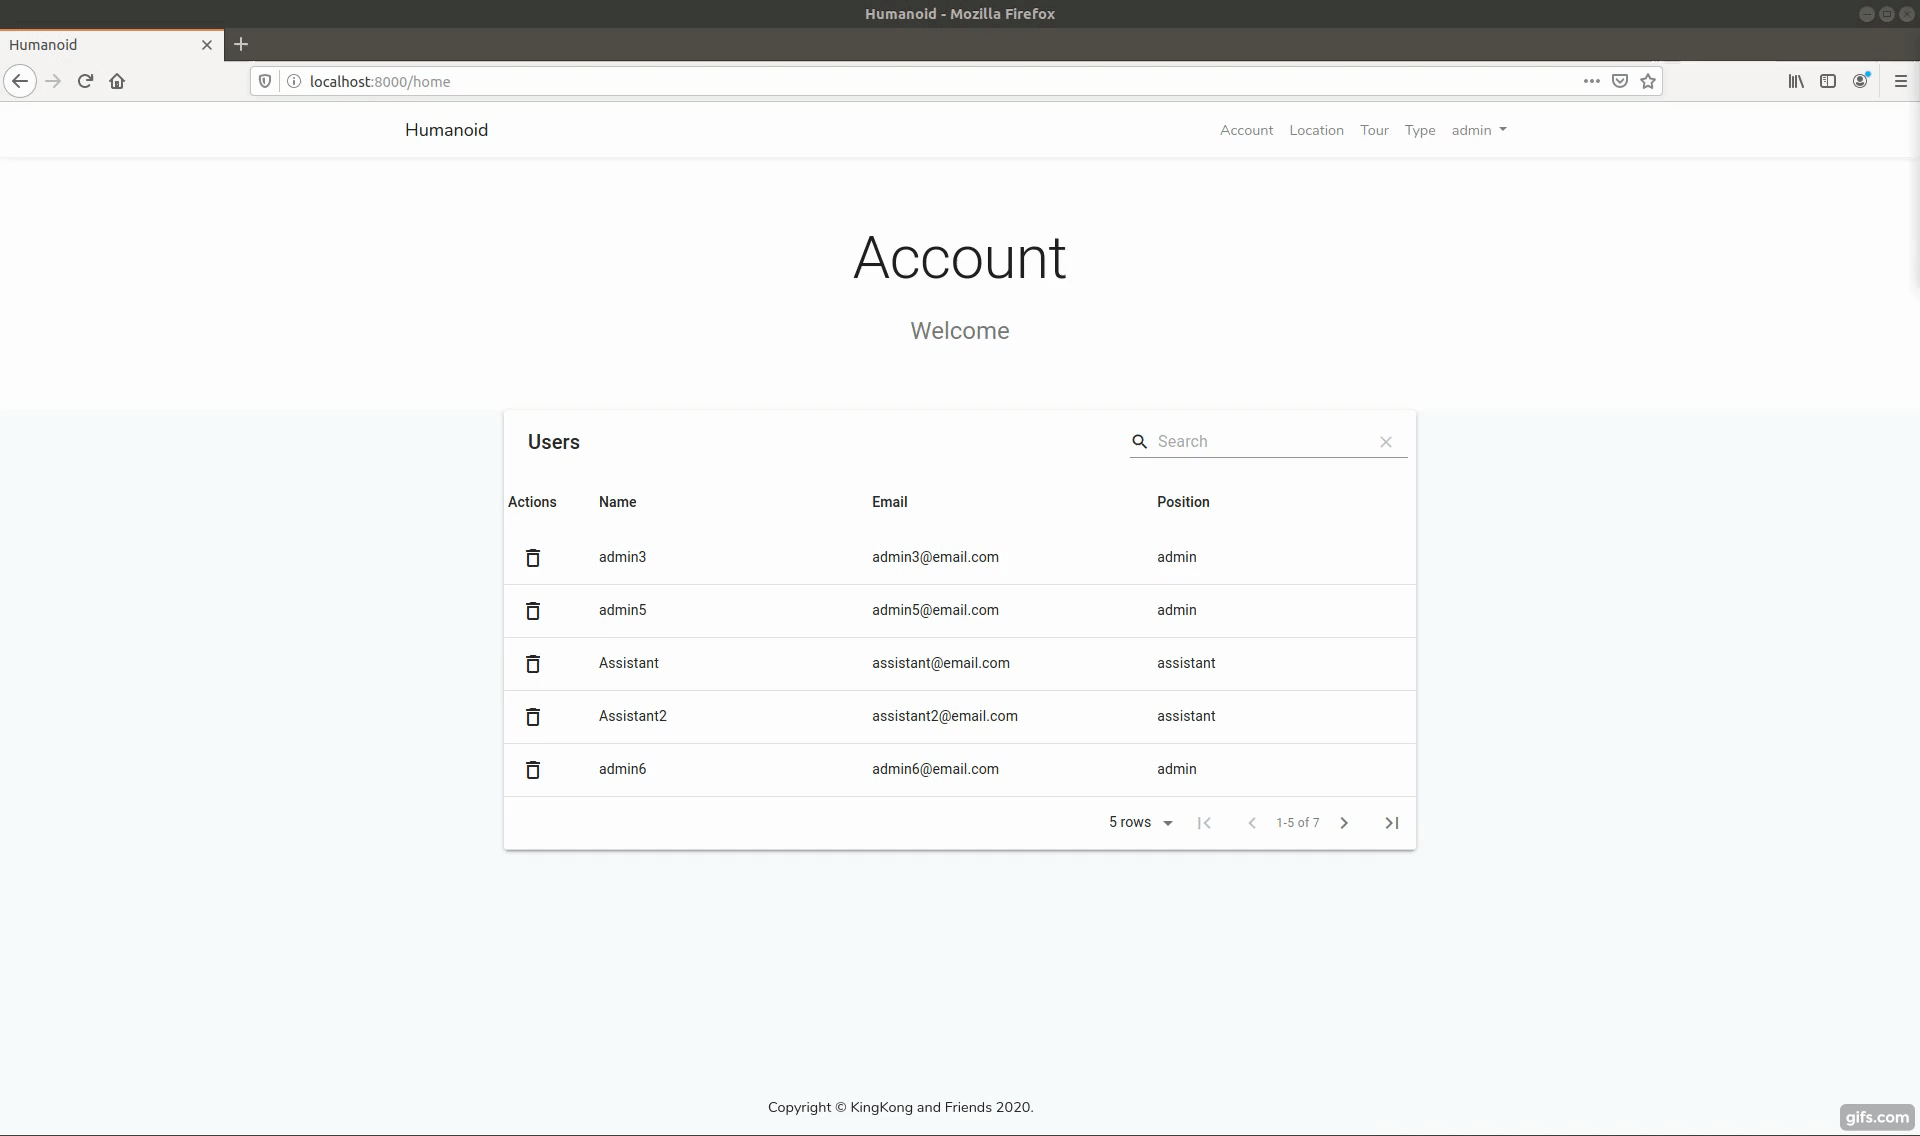 Humanoid - Mozilla Firefox
Humanoid
localhost:8000/home
Humanoid Account Location Tour Type admin
Account
Welcome
Users Search
Actions Name Email Position
admin3 admin3@email.com admin
admin5 admin5@email.com admin
Assistant assistant@email.com assistant
Assistant2 assistant2@email.com assistant
admin6 admin6@email.com admin
5 rows 1-5 of 7
Copyright © KingKong and Friends 2020.
gifs.com